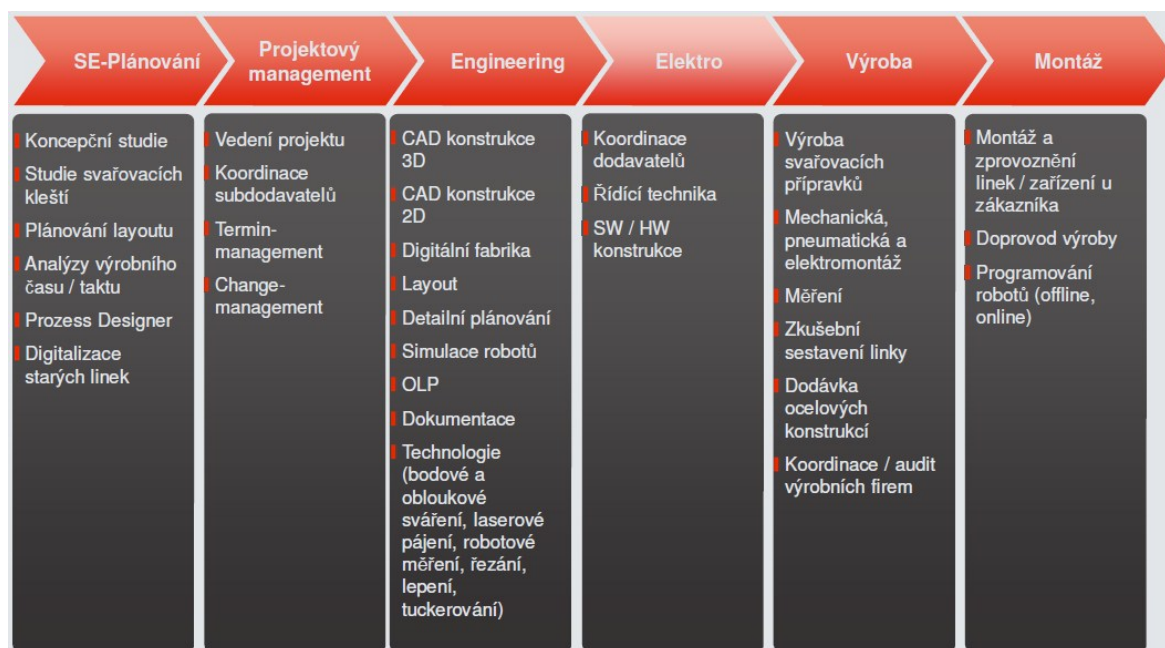 SE-Plánování
Projektový
management
Engineering
Elektro
Výroba
Montáž
Koncepční studie
Studie svařovacích
kleští
Plánování layoutu
Analýzy výrobního
času / taktu
Prozess Designer
Digitalizace
starých linek
Vedení projektu
Koordinace
subdodavatelů
Termin-
management
Change-
management
CAD konstrukce
3D
CAD konstrukce
2D
Digitální fabrika
Layout
Detailní plánování
Simulace robotů
OLP
Dokumentace
Technologie
(bodové a
obloukové
sváření, laserové
pájení, robotové
měření, řezání,
lepení,
tuckerování)
Koordinace
dodavatelů
Řídící technika
SW / HW
konstrukce
Výroba
svařovacích
přípravků
Mechanická,
pneumatická a
elektromontáž
Měření
Zkušební
sestavení linky
Dodávka
ocelových
konstrukcí
Koordinace / audit
výrobních firem
Montáž a
zprovoznění
linek / zařízení u
zákazníka
Doprovod výroby
Programování
robotů (offline,
online)